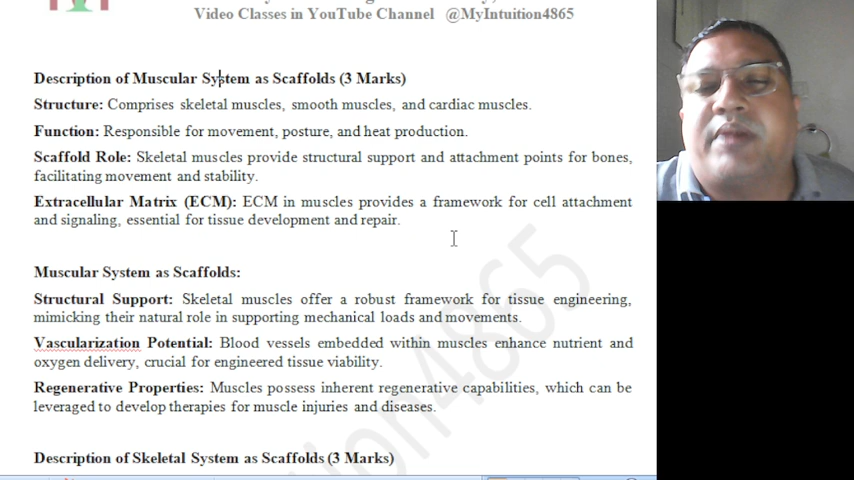 Video Classes in YouTube Channel @MyIntuition4865
Description of Muscular System as Scaffolds (3 Marks)
Structure: Comprises skeletal muscles, smooth muscles, and cardiac muscles.
Function: Responsible for movement, posture, and heat production.
Scaffold Role: Skeletal muscles provide structural support and attachment points for bones,
facilitating movement and stability.
Extracellular Matrix (ECM): ECM in muscles provides a framework for cell attachment
and signaling, essential for tissue development and repair.
Muscular System as Scaffolds:
Structural Support: Skeletal muscles offer a robust framework for tissue engineering,
mimicking their natural role in supporting mechanical loads and movements.
Vascularization Potential: Blood vessels embedded within muscles enhance nutrient and
oxygen delivery, crucial for engineered tissue viability.
Regenerative Properties: Muscles possess inherent regenerative capabilities, which can be
leveraged to develop therapies for muscle injuries and diseases.
Description of Skeletal System as Scaffolds (3 Marks)